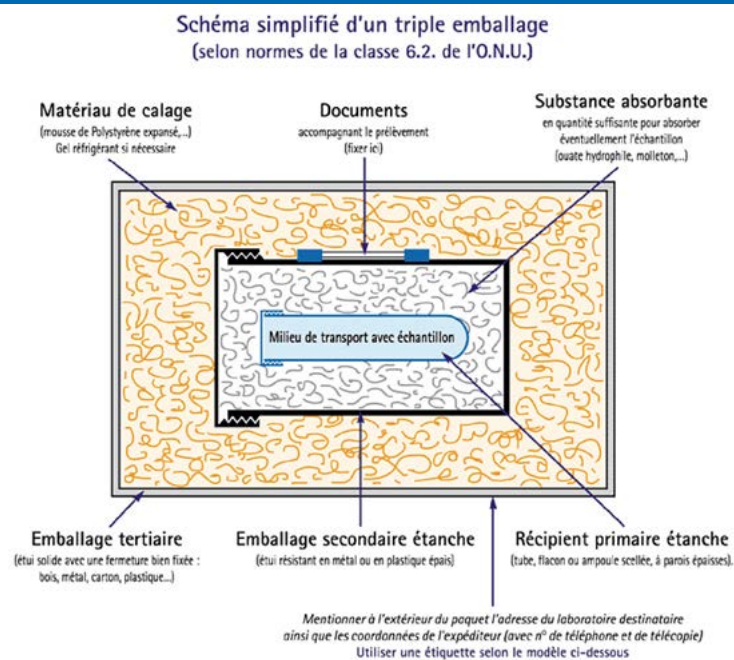 Schéma simplifié d'un triple emballage
(selon normes de la classe 6.2. de l'O.N.U.)
Matériau de calage
(mousse de Polystyrène expansé,...)
Gel réfrigérant si nécessaire
Documents
accompagnant le prélèvement
(fixer ici)
Substance absorbante
en quantité suffisante pour absorber
éventuellement l'échantillon
(ouate hydrophile, molleton,...)
Milieu de transport avec échantillon
Emballage tertiaire
(étui solide avec une fermeture bien fixée :
bois, métal, carton, plastique...)
Emballage secondaire étanche
(étui résistant en métal ou en plastique épais)
Récipient primaire étanche
(tube, flacon ou ampoule scellée, à parois épaisses).
Mentionner à l'extérieur du paquet l'adresse du laboratoire destinataire
ainsi que les coordonnées de l'expéditeur (avec n° de téléphone et de télécopie)
Utiliser une étiquette selon le modèle ci-dessous